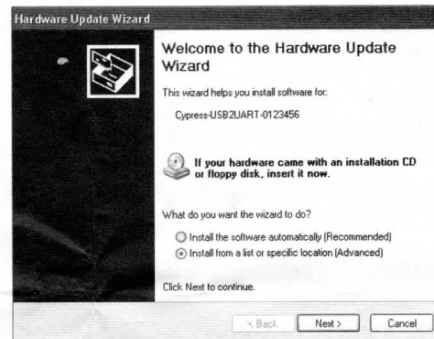 Hardware Update Wizard
Welcome to the Hardware Update
Wizard
This wizard helps you install software for:
Cypress-USB2UART-0123456
If your hardware came with an installation CD
or floppy disk, insert it now.
What do you want the wizard to do?
Install the software automatically (Recommended)
Install from a list or specific location (Advanced)
Click Next to continue.
< Back
Next >
Cancel